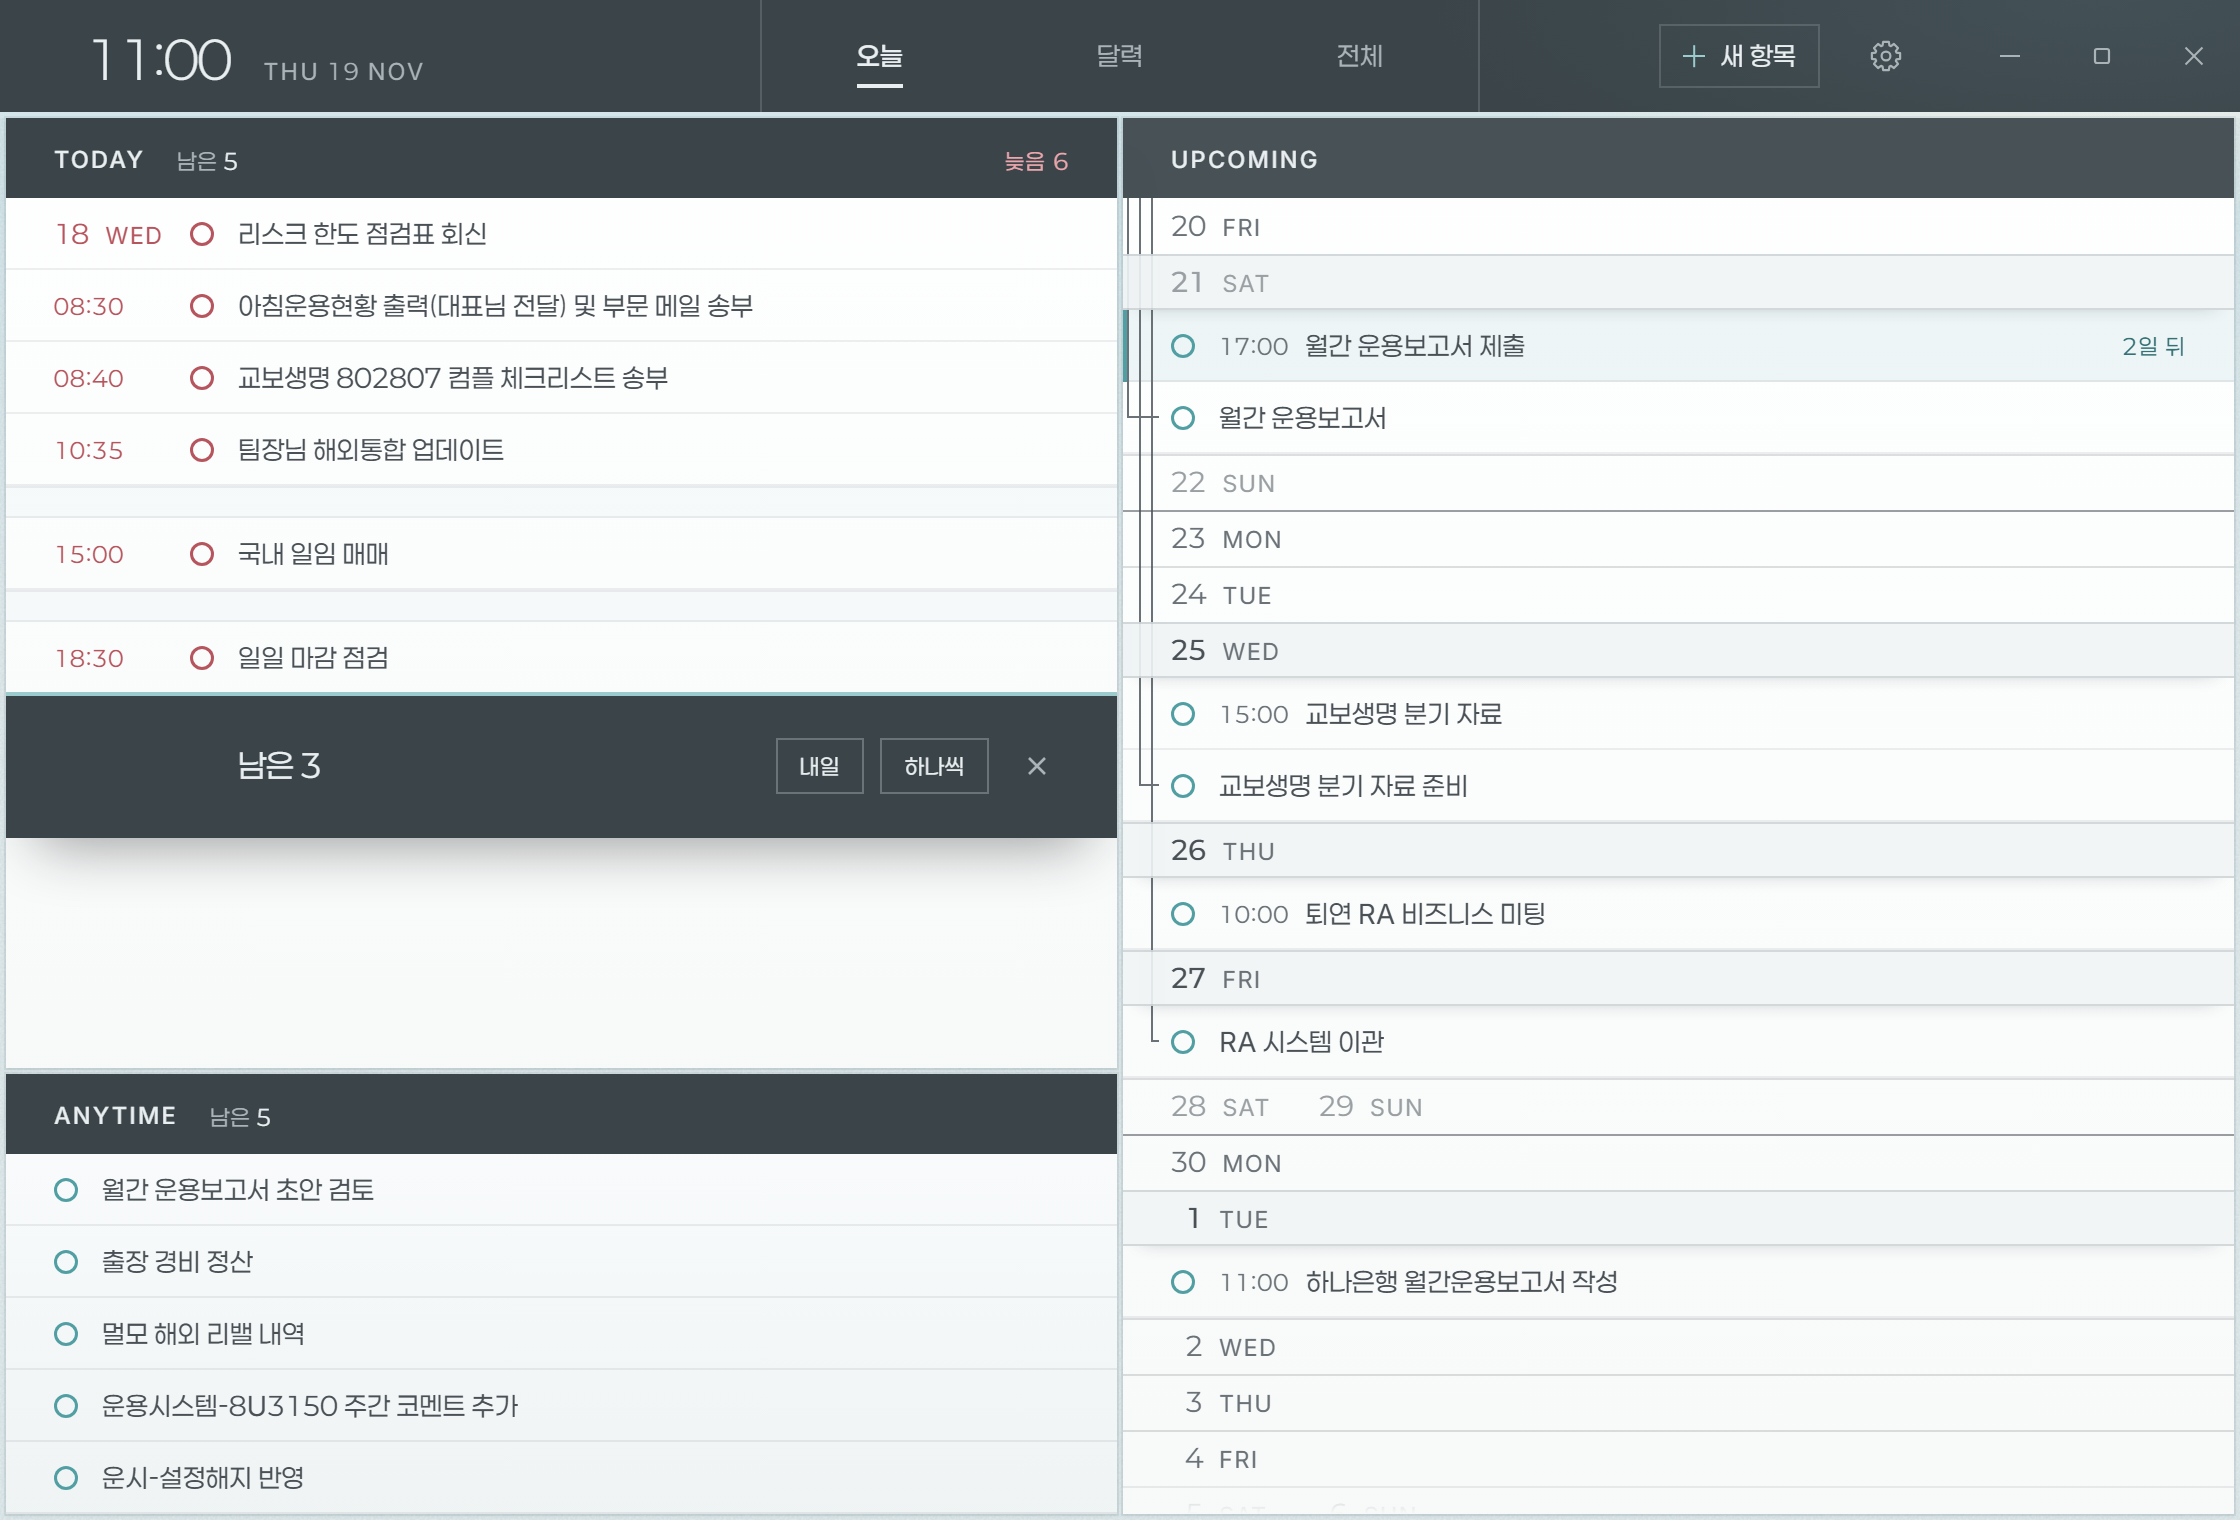 11:00 THU 19 NOV 오늘 달력 전체 + 새 항목
TODAY 남은 5 늦음 6
18 WED 리스크 한도 점검표 회신
08:30 아침운용현황 출력(대표님 전달) 및 부문 메일 송부
08:40 교보생명 802807 컴플 체크리스트 송부
10:35 팀장님 해외통합 업데이트
15:00 국내 일임 매매
18:30 일일 마감 점검
남은 3 내일 하나씩
ANYTIME 남은 5
월간 운용보고서 초안 검토
출장 경비 정산
멀모 해외 리밸 내역
운용시스템-8U3150 주간 코멘트 추가
운시-설정해지 반영
UPCOMING
20 FRI
21 SAT
17:00 월간 운용보고서 제출 2일 뒤
월간 운용보고서
22 SUN
23 MON
24 TUE
25 WED
15:00 교보생명 분기 자료
교보생명 분기 자료 준비
26 THU
10:00 퇴연 RA 비즈니스 미팅
27 FRI
RA 시스템 이관
28 SAT 29 SUN
30 MON
1 TUE
11:00 하나은행 월간운용보고서 작성
2 WED
3 THU
4 FRI
5 SAT 6 SUN